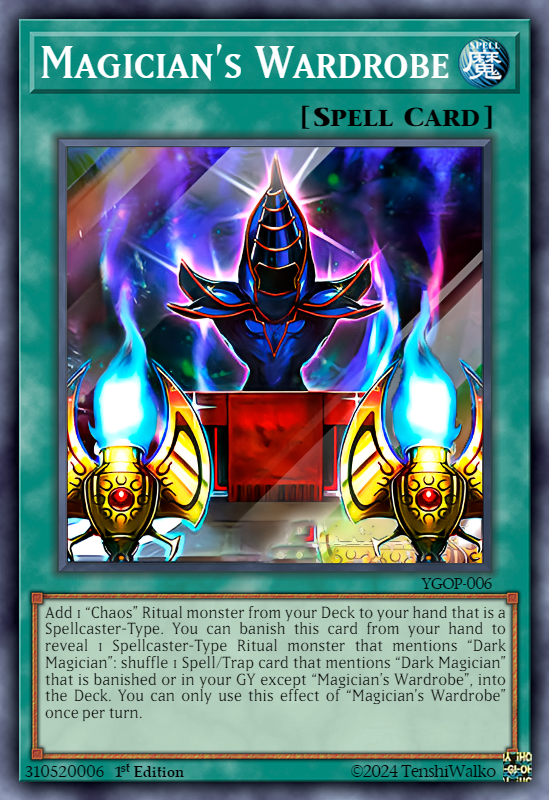 MAGICIAN'S WARDROBE
SPELL
魔
[SPELL CARD]
YGOP-006
Add 1 “Chaos” Ritual monster from your Deck to your hand that is a
Spellcaster-Type. You can banish this card from your hand to
reveal 1 Spellcaster-Type Ritual monster that mentions “Dark
Magician”: shuffle 1 Spell/Trap card that mentions “Dark Magician”
that is banished or in your GY except “Magician's Wardrobe”, into
the Deck. You can only use this effect of “Magician's Wardrobe”
once per turn.
310520006 1st Edition ©2024 TenshiWalko